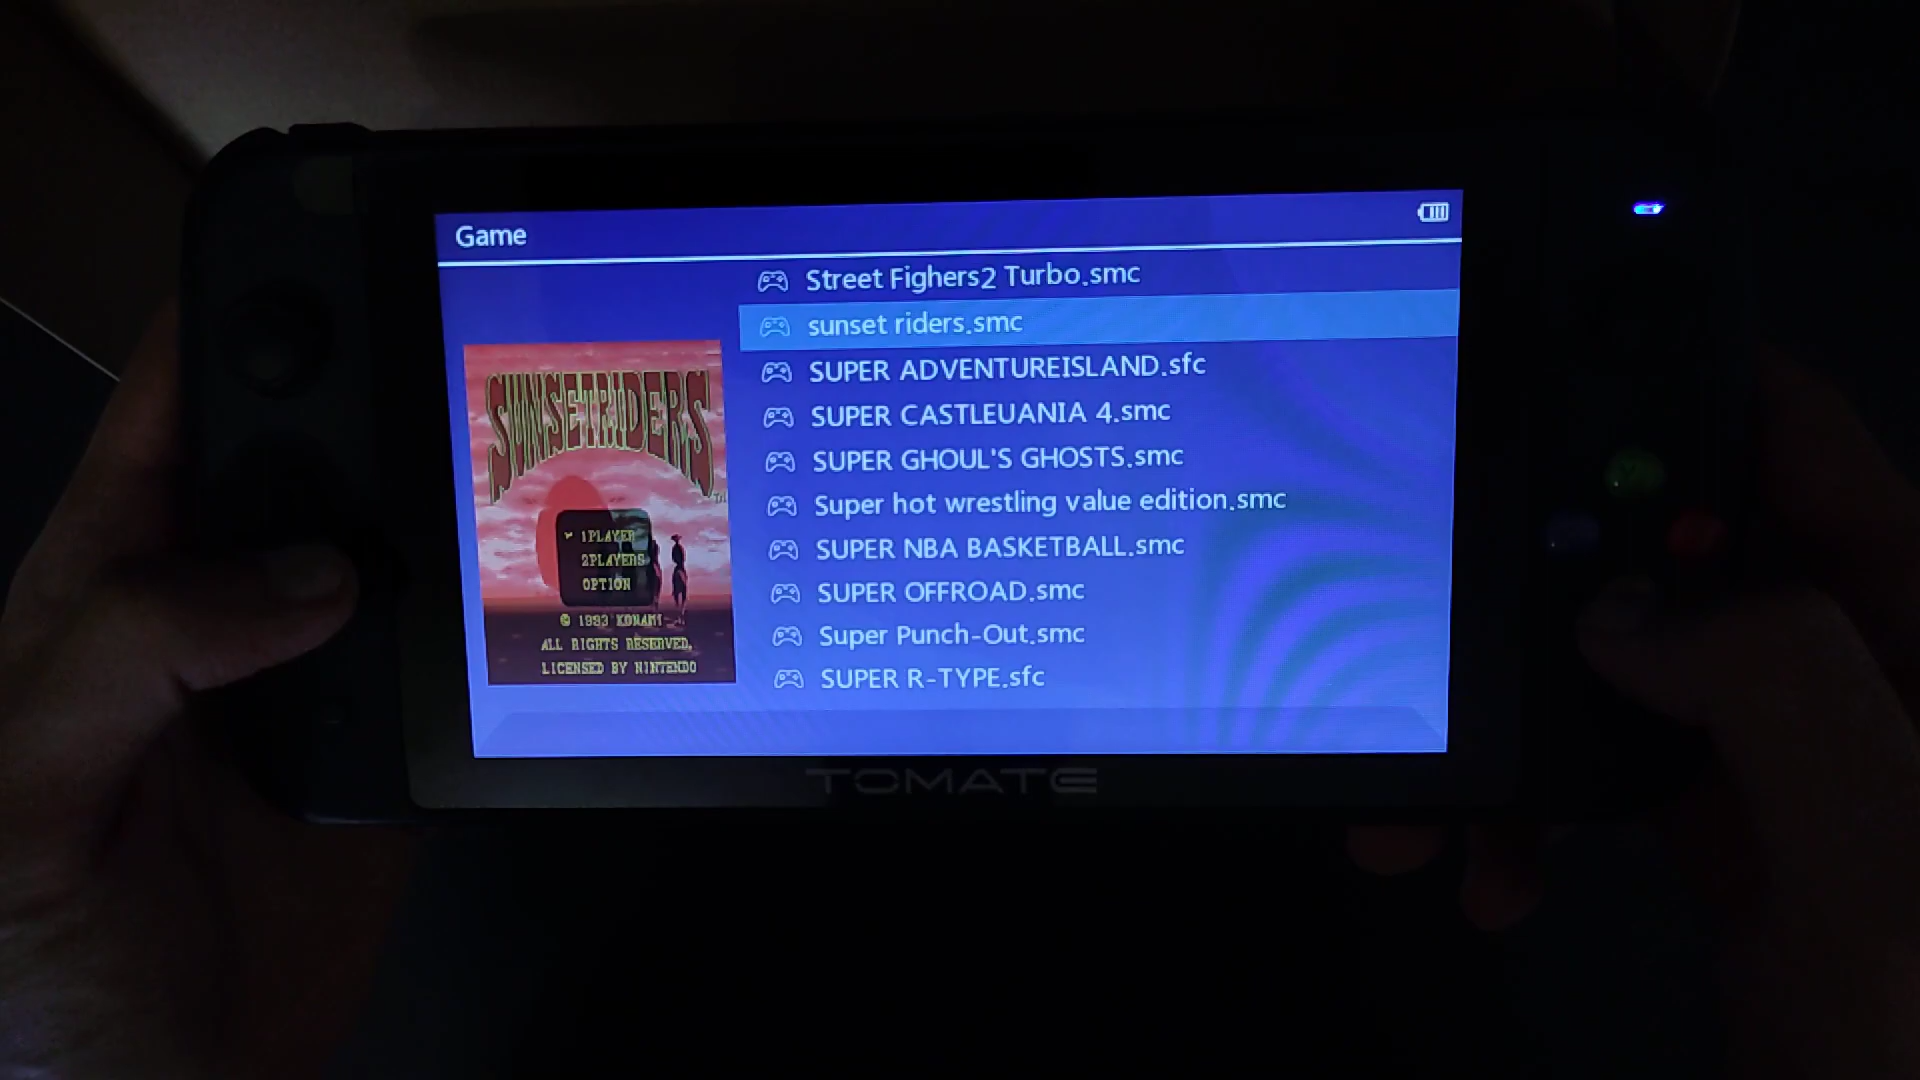 Game
Street Fighers2 Turbo.smc
sunset riders.smc
SUPER ADVENTUREISLAND.sfc
SUPER CASTLEUANIA 4.smc
SUPER GHOUL'S GHOSTS.smc
Super hot wrestling value edition.smc
SUPER NBA BASKETBALL.smc
SUPER OFFROAD.smc
Super Punch-Out.smc
SUPER R-TYPE.sfc
SUNSETRIDERS
TM
1PLAYER
2PLAYERS
OPTION
© 1993 KONAMI
ALL RIGHTS RESERVED.
LICENSED BY NINTENDO
TOMATE